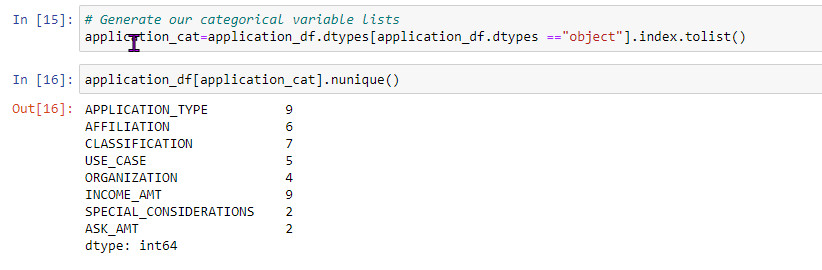 In [15]: # Generate our categorical variable lists
application_cat=application_df.dtypes[application_df.dtypes =="object"].index.tolist()
In [16]: application_df[application_cat].nunique()
Out[16]: APPLICATION_TYPE 9
AFFILIATION 6
CLASSIFICATION 7
USE_CASE 5
ORGANIZATION 4
INCOME_AMT 9
SPECIAL_CONSIDERATIONS 2
ASK_AMT 2
dtype: int64